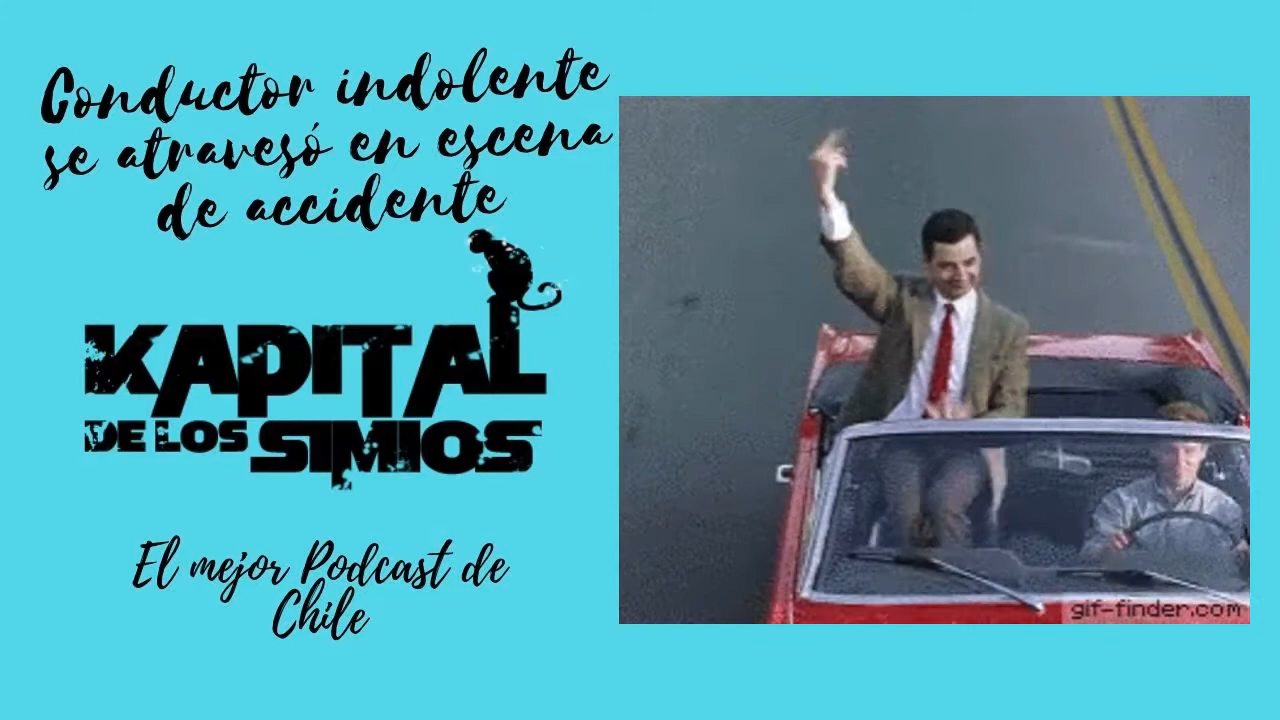 Conductor indolente
se atravesó en escena
de accidente
KAPITAL
DE LOS SIMIOS
El mejor Podcast de
Chile
gif-finder.com